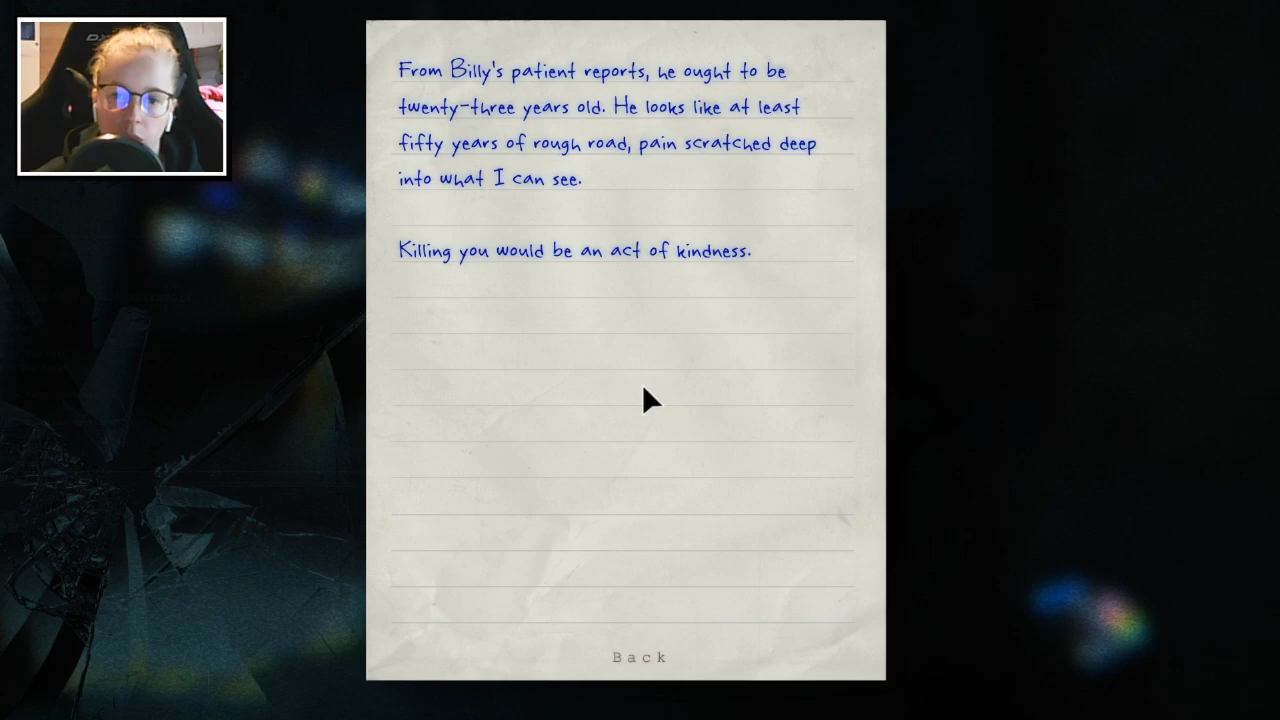 From Billy's patient reports, he ought to be
twenty-three years old. He looks like at least
fifty years of rough road, pain scratched deep
into what I can see.
Killing you would be an act of kindness.
Back